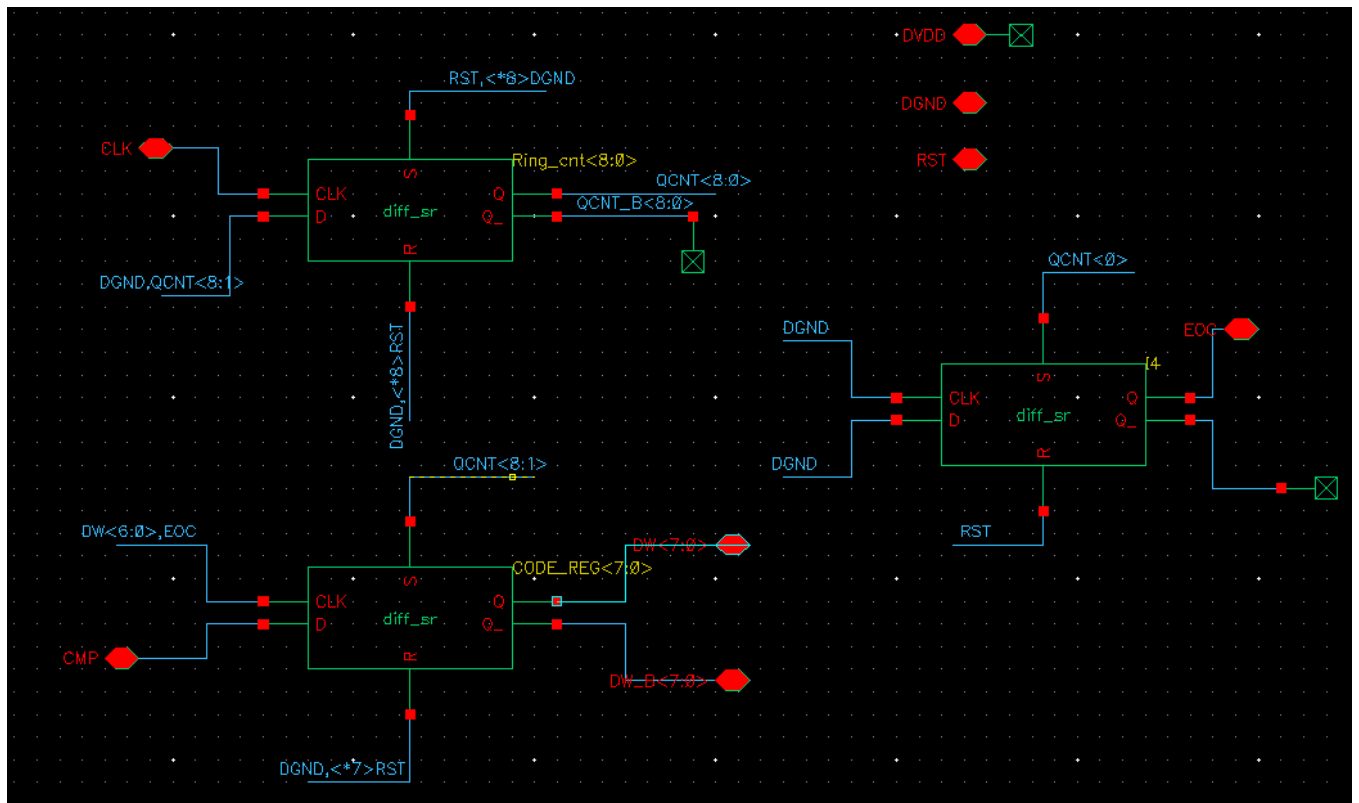 DVDD
RST,<*8>DGND
DGND
CLK
Ring_cnt<8:0>
RST
S
QCNT<8:0>
CLK
Q
QCNT_B<8:0>
D
diff_sr
Q_
R
QCNT<0>
DGND,QCNT<8:1>
DGND,<*8>RST
DGND
EOC
I4
S
CLK
Q
diff_sr
D
Q_
R
QCNT<8:1>
DGND
DW<6:0>,EOC
RST
DW<7:0>
CODE_REG<7:0>
S
CLK
Q
diff_sr
D
Q_
CMP
R
DW_B<7:0>
DGND,<*7>RST